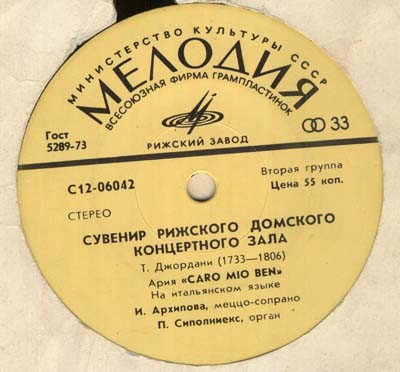 МИНИСТЕРСТВО КУЛЬТУРЫ СССР
МЕЛОДИЯ
ВСЕСОЮЗНАЯ ФИРМА ГРАМПЛАСТИНОК
Гост
5289-73
РИЖСКИЙ ЗАВОД
33
С12-06042
Вторая группа
Цена 55 коп.
СТЕРЕО
СУВЕНИР РИЖСКОГО ДОМСКОГО
КОНЦЕРТНОГО ЗАЛА
Т. Джордани (1733—1806)
Ария «CARO MIO BEN»
На итальянском языке
И. Архипова, меццо-сопрано
П. Сиполниекс, орган